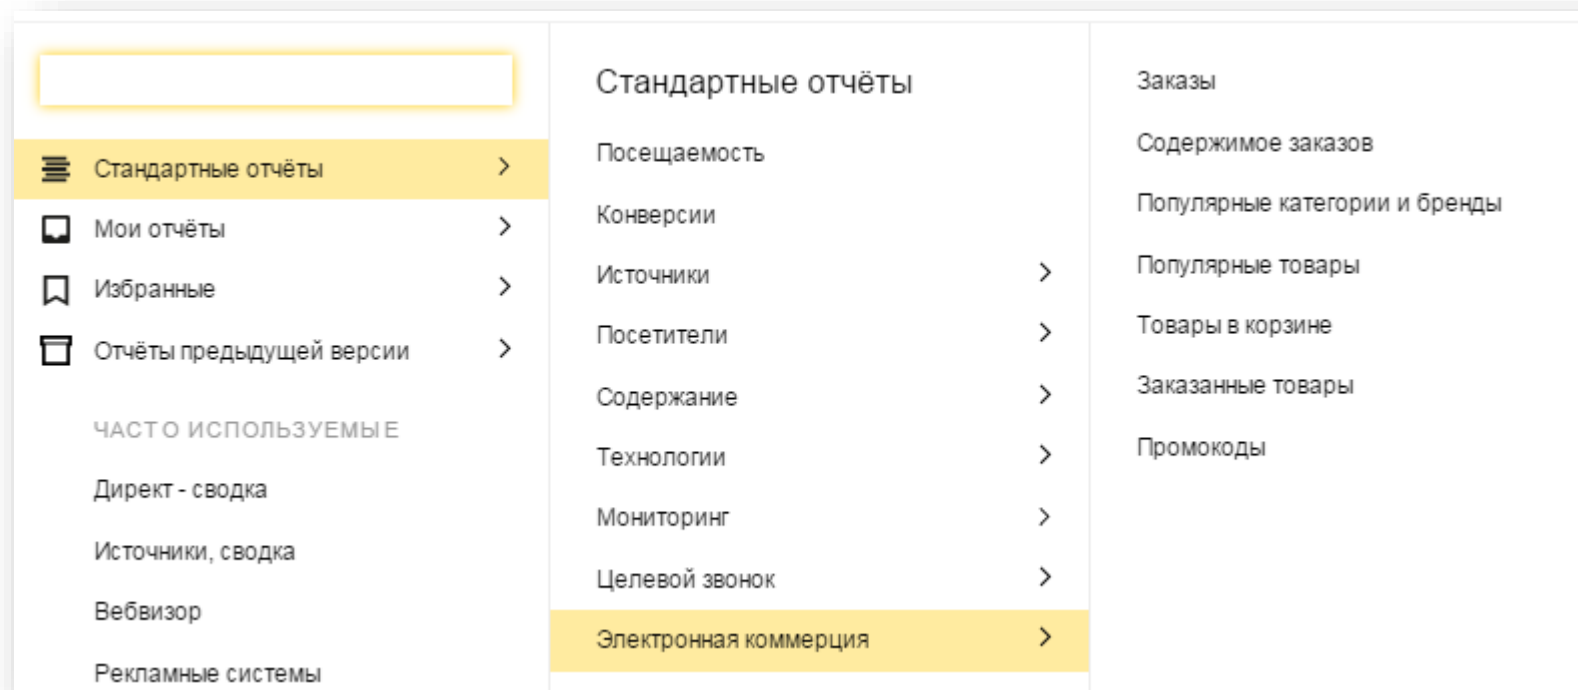 Стандартные отчёты
Мои отчёты
Избранные
Отчёты предыдущей версии
ЧАСТО ИСПОЛЬЗУЕМЫЕ
Директ - сводка
Источники, сводка
Вебвизор
Рекламные системы
Стандартные отчёты
Посещаемость
Конверсии
Источники
Посетители
Содержание
Технологии
Мониторинг
Целевой звонок
Электронная коммерция
Заказы
Содержимое заказов
Популярные категории и бренды
Популярные товары
Товары в корзине
Заказанные товары
Промокоды